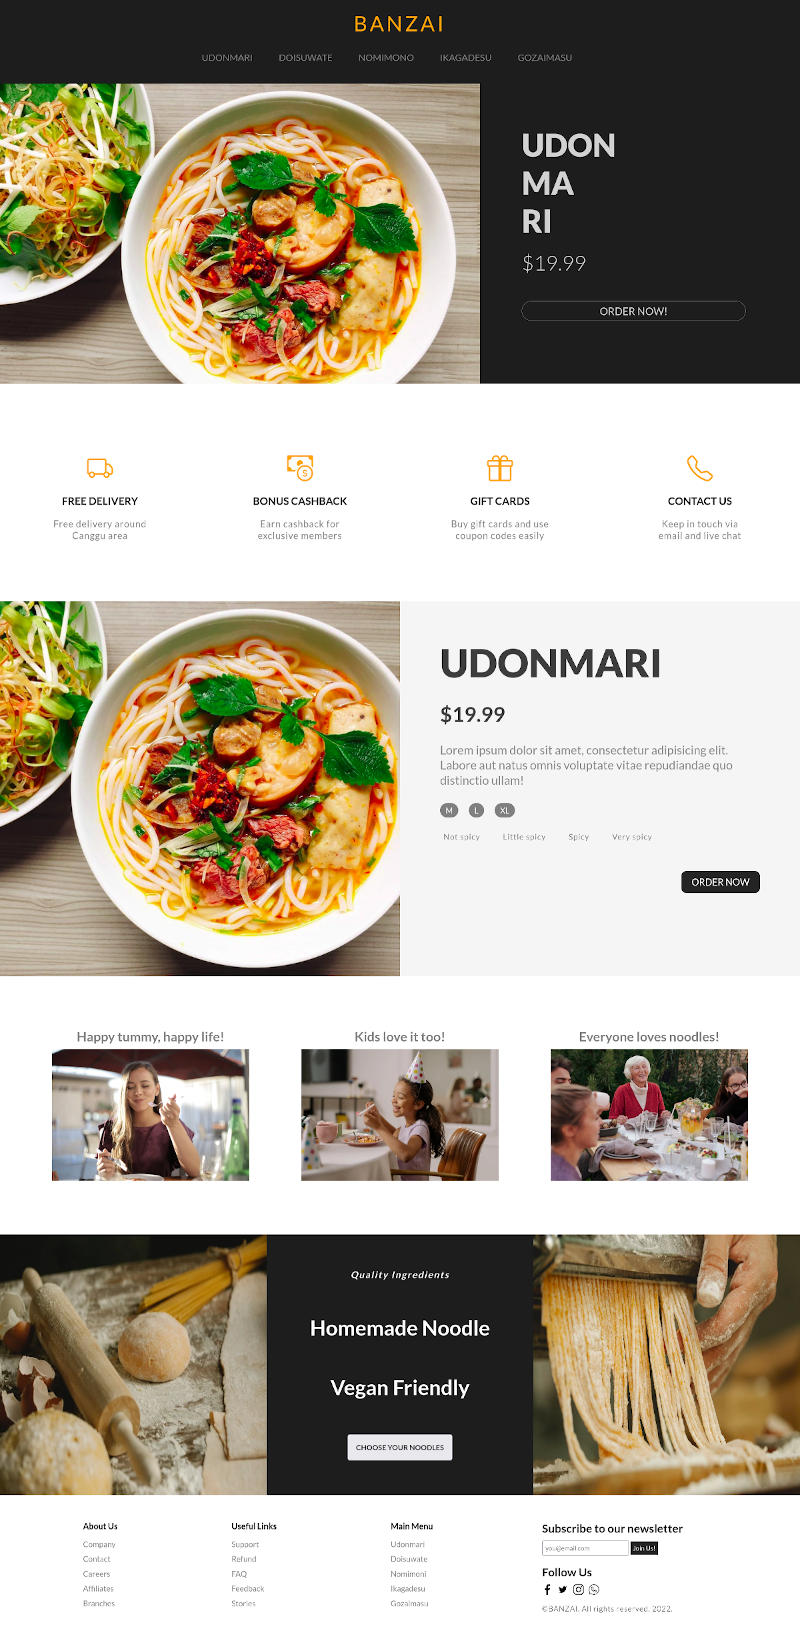 BANZAI
UDONMARI DOISUWATE NOMIMONO IKAGADESU GOZAIMASU
UDON
MA
RI
$19.99
ORDER NOW!
FREE DELIVERY
Free delivery around
Canggu area
BONUS CASHBACK
Earn cashback for
exclusive members
GIFT CARDS
Buy gift cards and use
coupon codes easily
CONTACT US
Keep in touch via
email and live chat
UDONMARI
$19.99
Lorem ipsum dolor sit amet, consectetur adipisicing elit.
Labore aut natus omnis voluptate vitae repudiandae quo
distinctio ullam!
M L XL
Not spicy Little spicy Spicy Very spicy
ORDER NOW
Happy tummy, happy life!
Kids love it too!
Everyone loves noodles!
Quality Ingredients
Homemade Noodle
Vegan Friendly
CHOOSE YOUR NOODLES
About Us
Company
Contact
Careers
Affiliates
Branches
Useful Links
Support
Refund
FAQ
Feedback
Stories
Main Menu
Udonmari
Doisuwate
Nomimoni
Ikagadesu
Gozaimasu
Subscribe to our newsletter
you@email.com Join Us!
Follow Us
©BANZAI. All rights reserved. 2022.